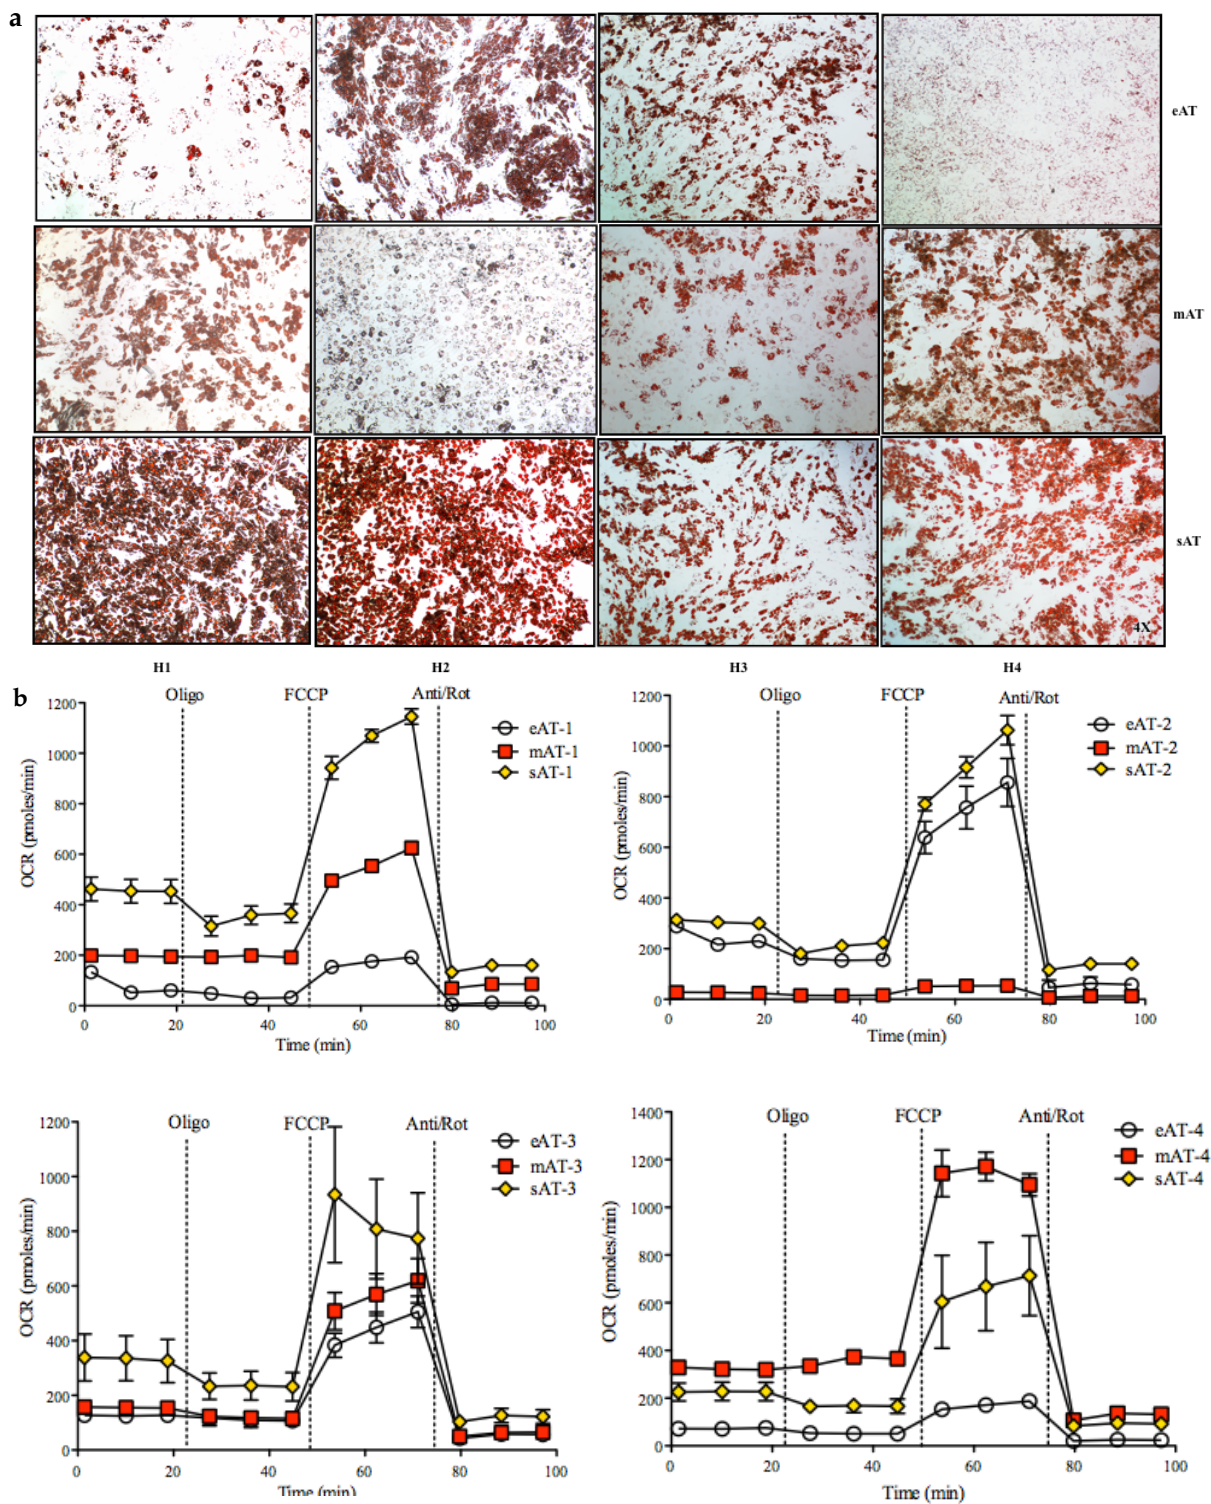 a
eAT
mAT
sAT
4X
H1 H2 H3 H4
b
Oligo FCCP Anti/Rot
eAT-1
mAT-1
sAT-1
OCR (pmoles/min)
1200
1000
800
600
400
200
0
0 20 40 60 80 100
Time (min)
Oligo FCCP Anti/Rot
eAT-2
mAT-2
sAT-2
OCR (pmoles/min)
1200
1000
800
600
400
200
0
0 20 40 60 80 100
Time (min)
Oligo FCCP Anti/Rot
eAT-3
mAT-3
sAT-3
OCR (pmoles/min)
1200
1000
800
600
400
200
0
0 20 40 60 80 100
Time (min)
Oligo FCCP Anti/Rot
eAT-4
mAT-4
sAT-4
OCR (pmoles/min)
1400
1200
1000
800
600
400
200
0
0 20 40 60 80 100
Time (min)